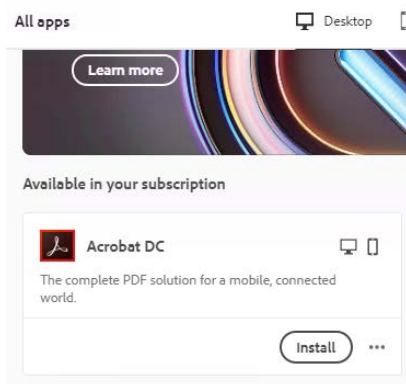 All apps
Desktop
Learn more
Available in your subscription
Acrobat DC
The complete PDF solution for a mobile, connected
world.
Install